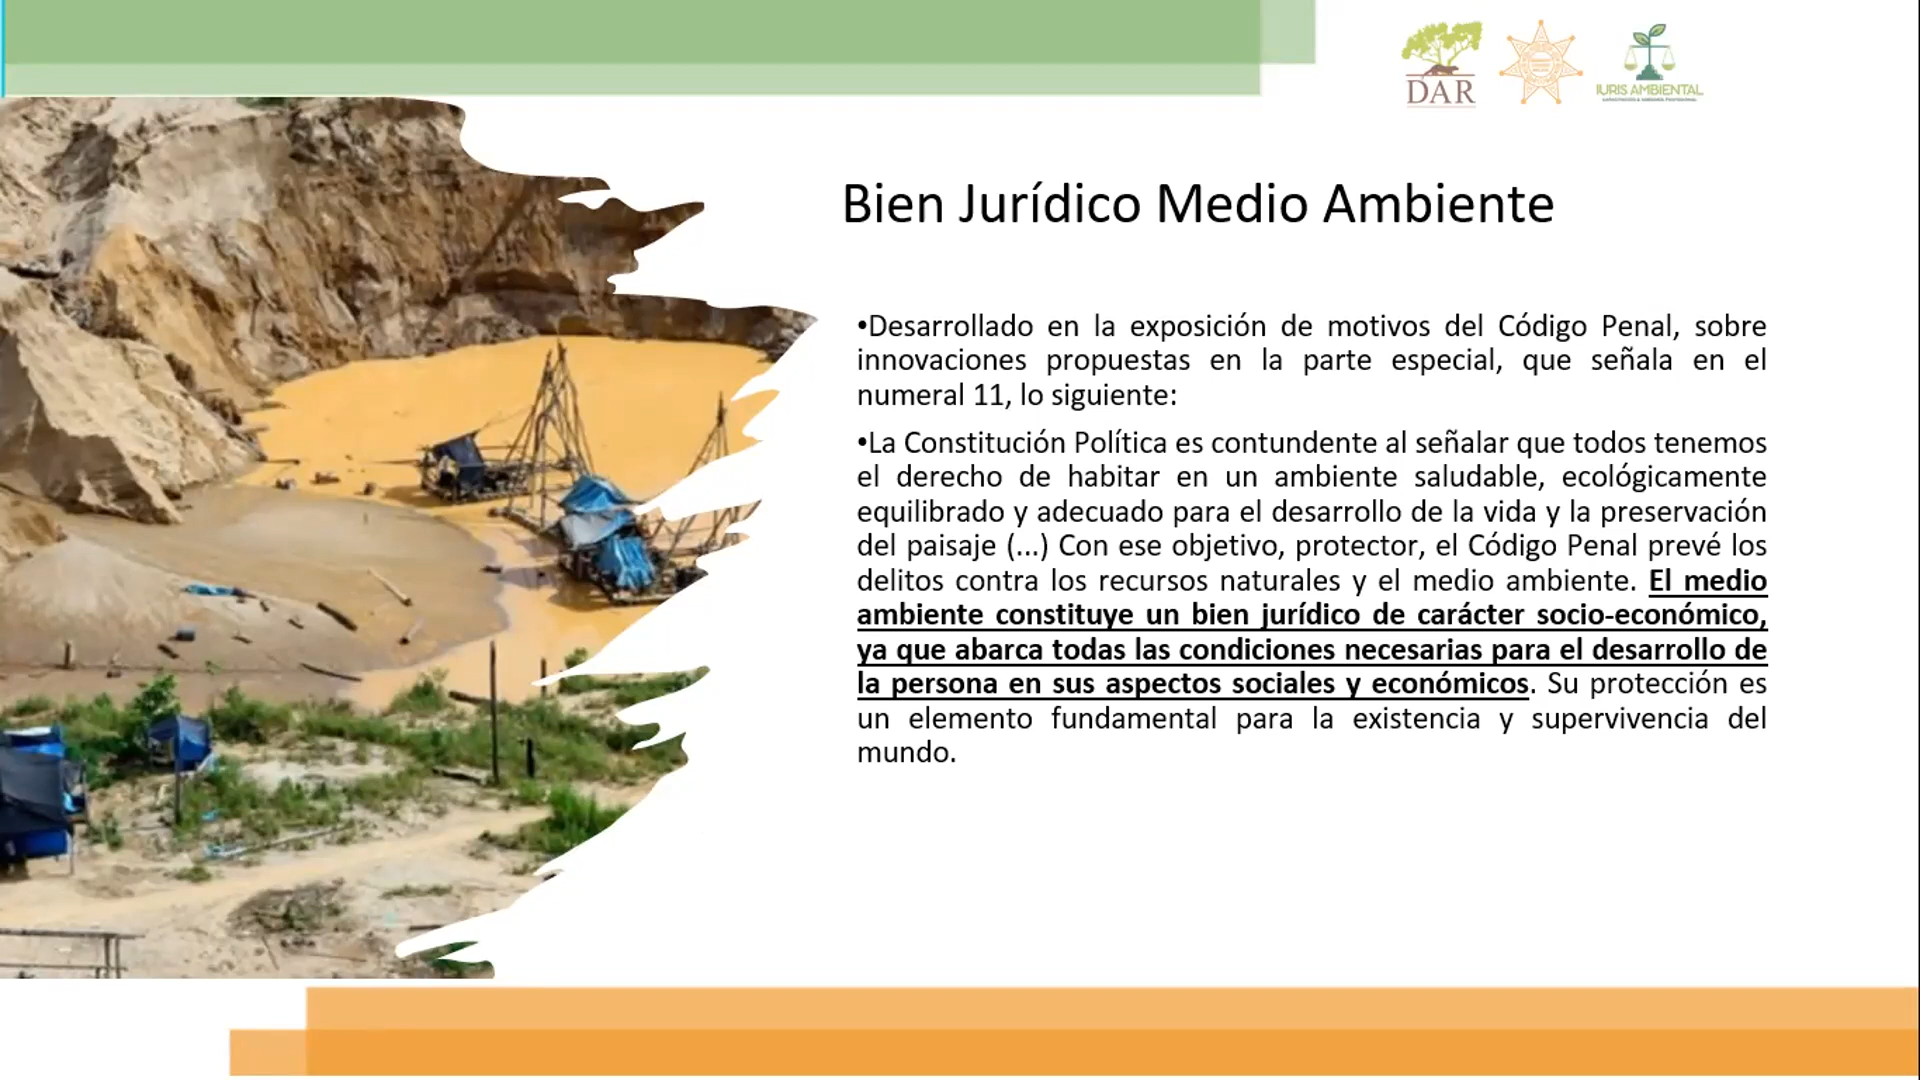 DAR
IURIS AMBIENTAL
Bien Jurídico Medio Ambiente
•Desarrollado en la exposición de motivos del Código Penal, sobre
innovaciones propuestas en la parte especial, que señala en el
numeral 11, lo siguiente:
•La Constitución Política es contundente al señalar que todos tenemos
el derecho de habitar en un ambiente saludable, ecológicamente
equilibrado y adecuado para el desarrollo de la vida y la preservación
del paisaje (...) Con ese objetivo, protector, el Código Penal prevé los
delitos contra los recursos naturales y el medio ambiente. El medio
ambiente constituye un bien jurídico de carácter socio-económico,
ya que abarca todas las condiciones necesarias para el desarrollo de
la persona en sus aspectos sociales y económicos. Su protección es
un elemento fundamental para la existencia y supervivencia del
mundo.